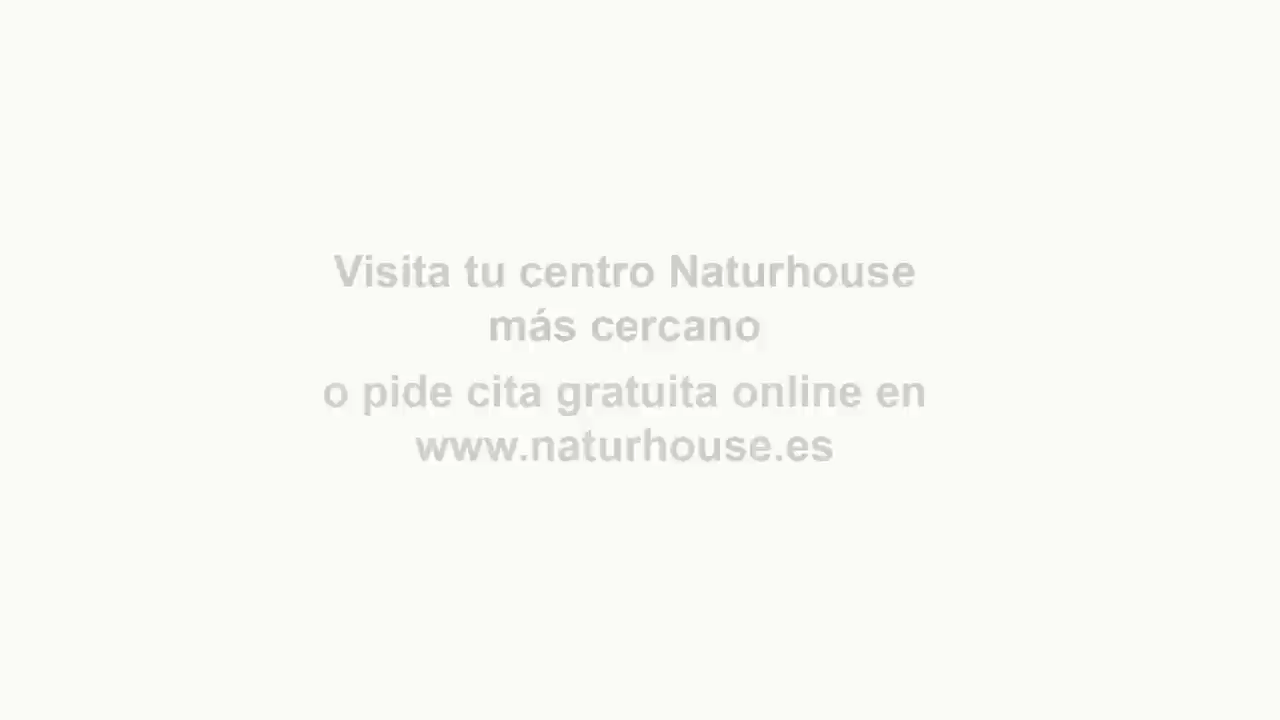 Visita tu centro Naturhouse
más cercano
o pide cita gratuita online en
www.naturhouse.es